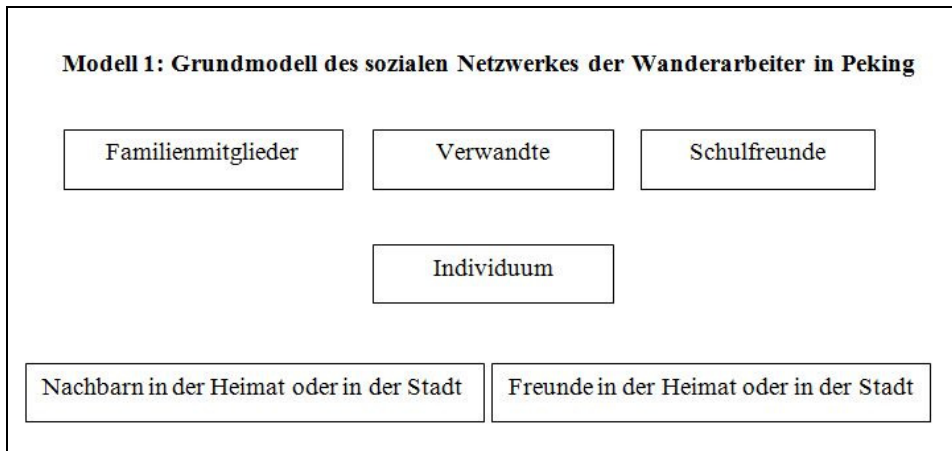 Modell 1: Grundmodell des sozialen Netzwerkes der Wanderarbeiter in Peking
Familienmitglieder
Verwandte
Schulfreunde
Individuum
Nachbarn in der Heimat oder in der Stadt
Freunde in der Heimat oder in der Stadt